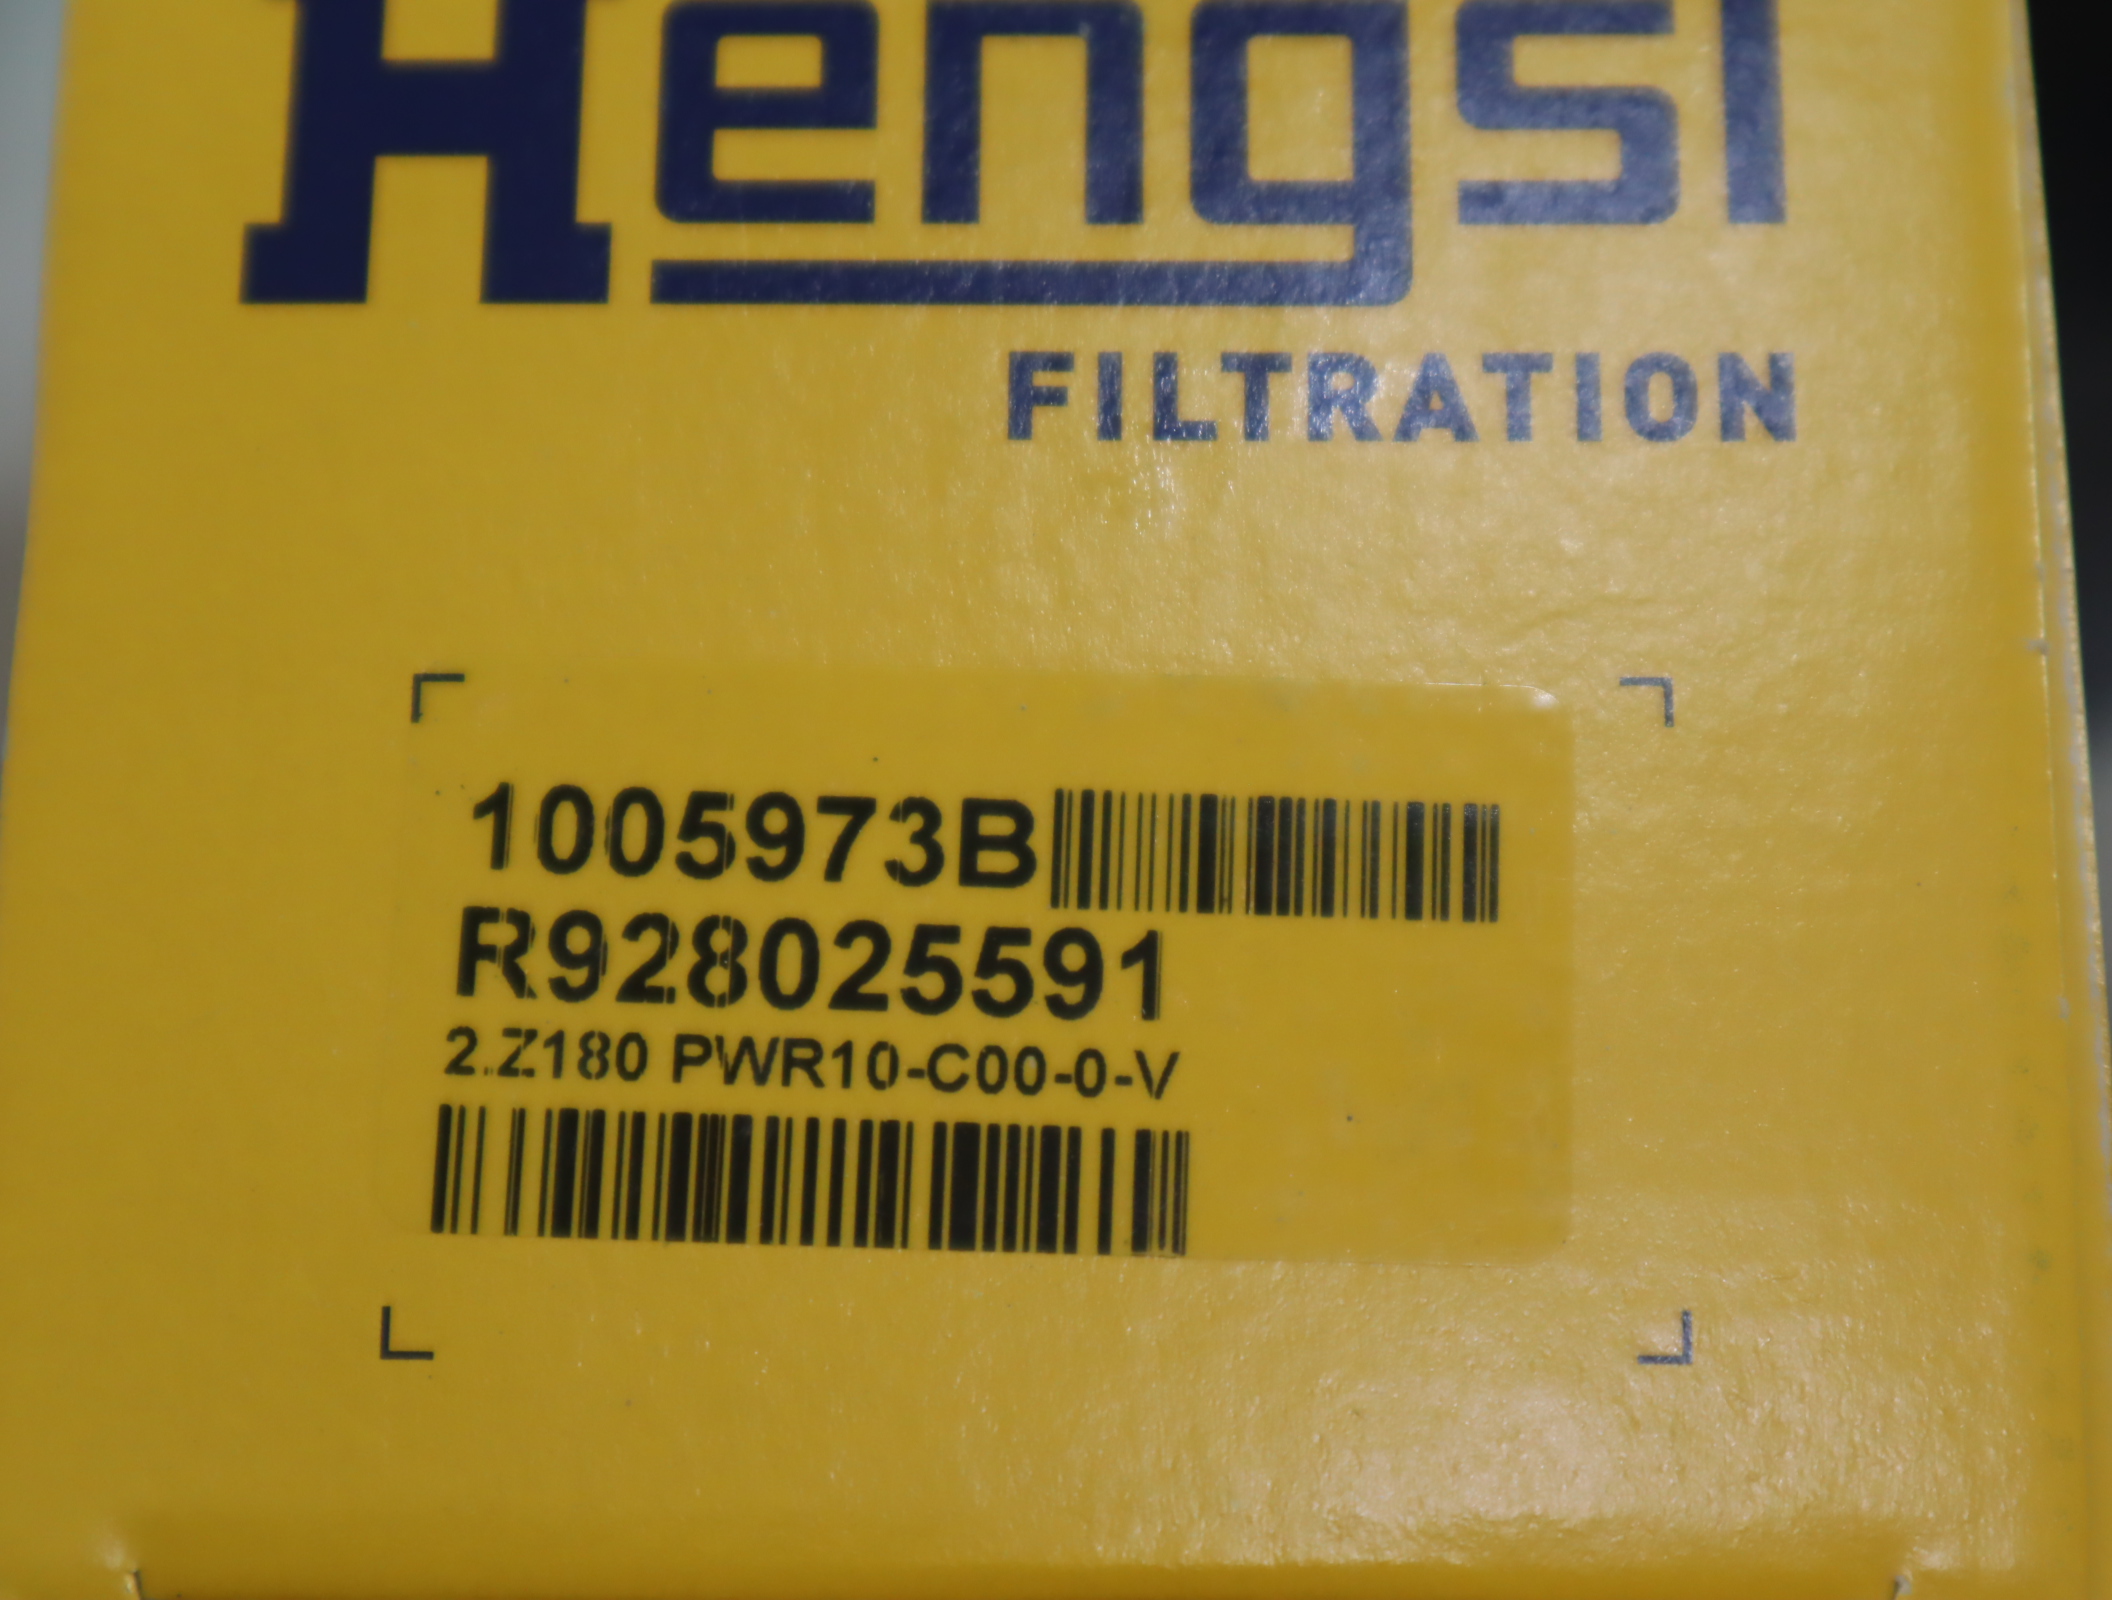 Hengst
FILTRATION
1005973B
R928025591
2.Z180 PWR10-C00-0-V